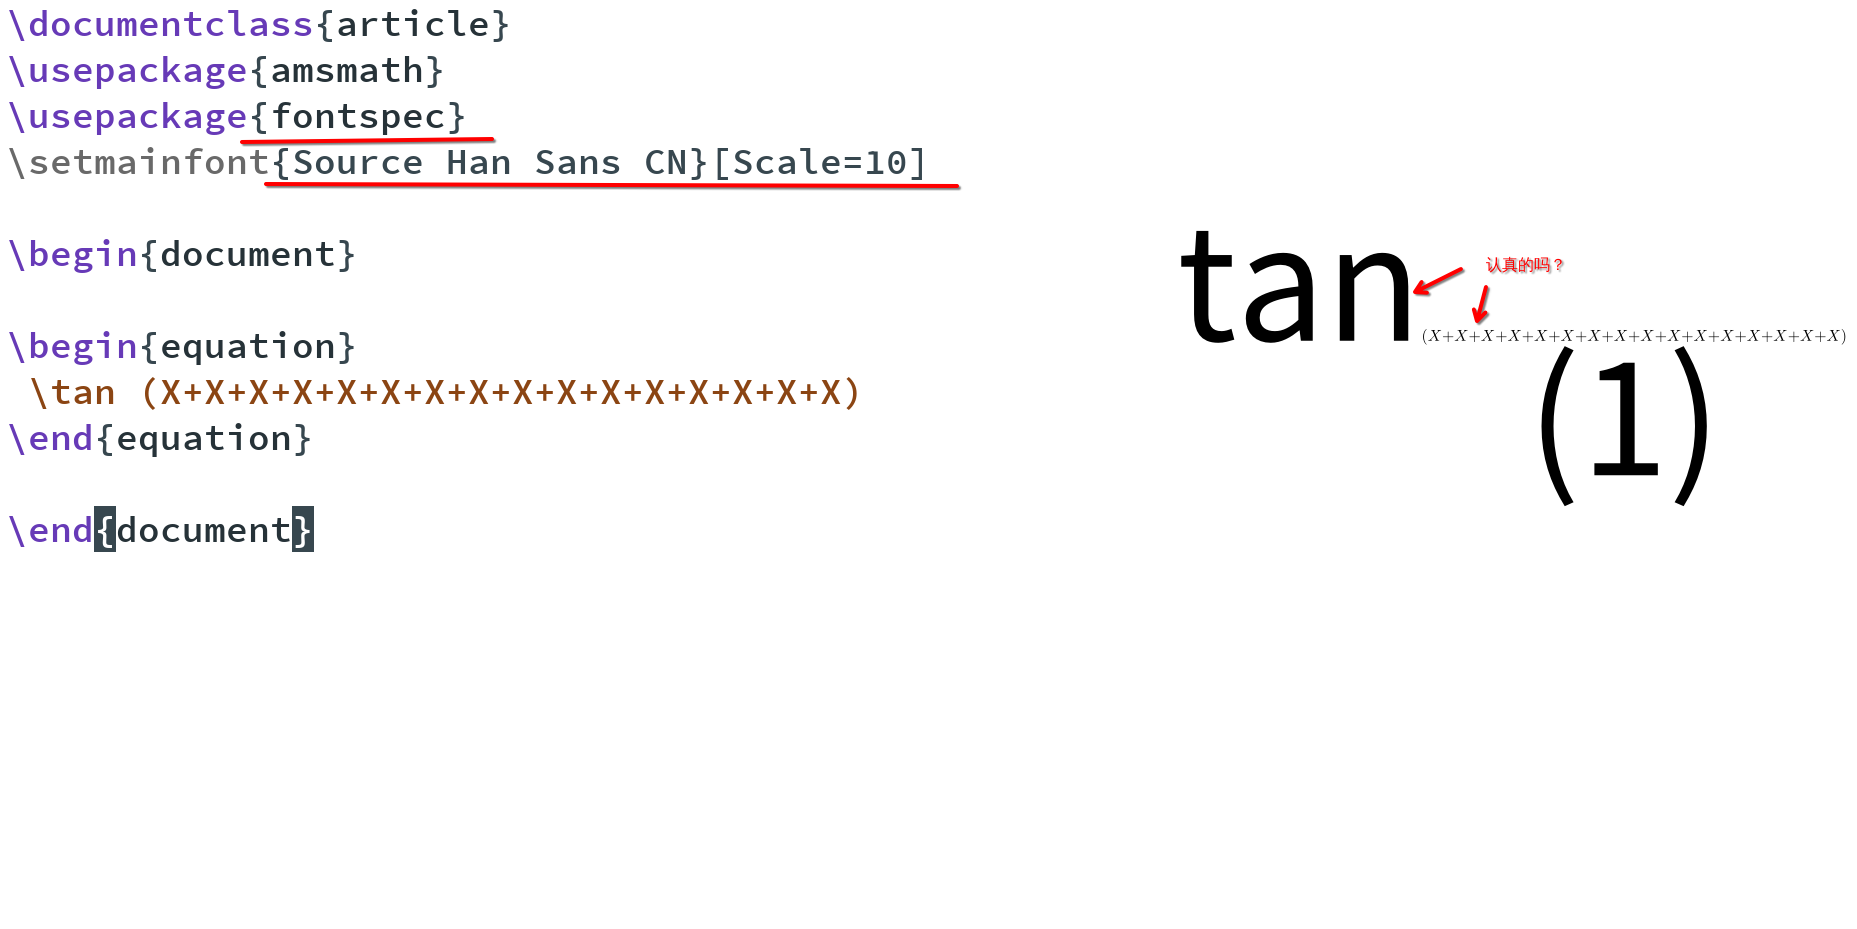 \documentclass{article}
\usepackage{amsmath}
\usepackage{fontspec}
\setmainfont{Source Han Sans CN}[Scale=10]
\begin{document}
\begin{equation}
\tan (X+X+X+X+X+X+X+X+X+X+X+X+X+X+X+X)
\end{equation}
\end{document}
tan
认真的吗？
(X+X+X+X+X+X+X+X+X+X+X+X+X+X+X+X)
(1)